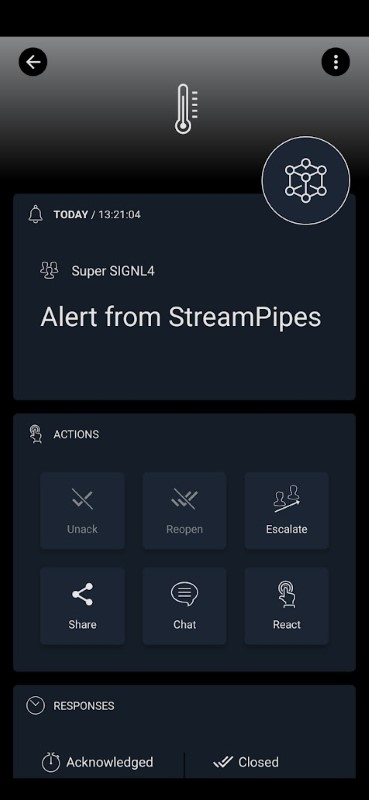 TODAY / 13:21:04
Super SIGNL4
Alert from StreamPipes
ACTIONS
Unack
Reopen
Escalate
Share
Chat
React
RESPONSES
Acknowledged
Closed